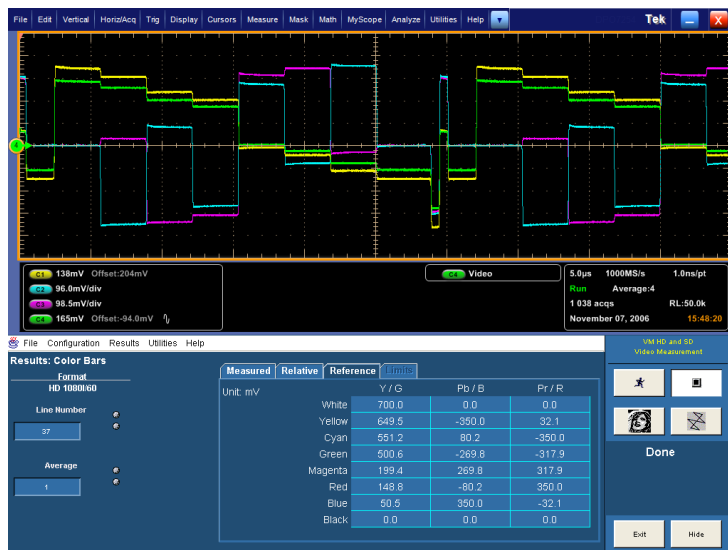 File Edit Vertical Horiz/Acq Trig Display Cursors Measure Mask Math MyScope Analyze Utilities Help Tek X
4
C1 138mV Offset:204mV
C2 96.0mV/div
C3 98.5mV/div
C4 165mV Offset:-94.0mV
C4 Video
5.0µs 1000MS/s 1.0ns/pt
Run Average:4
1 038 acqs RL:50.0k
November 07, 2006 15:48:20
File Configuration Results Utilities Help
Results: Color Bars
Format
HD 1080I/60
Line Number
37
Average
1
Measured Relative Reference Limits
Unit: mV Y / G Pb / B Pr / R
White 700.0 0.0 0.0
Yellow 649.5 -350.0 32.1
Cyan 551.2 80.2 -350.0
Green 500.6 -269.8 -317.9
Magenta 199.4 269.8 317.9
Red 148.8 -80.2 350.0
Blue 50.5 350.0 -32.1
Black 0.0 0.0 0.0
VM HD and SD
Video Measurement
Done
Exit Hide